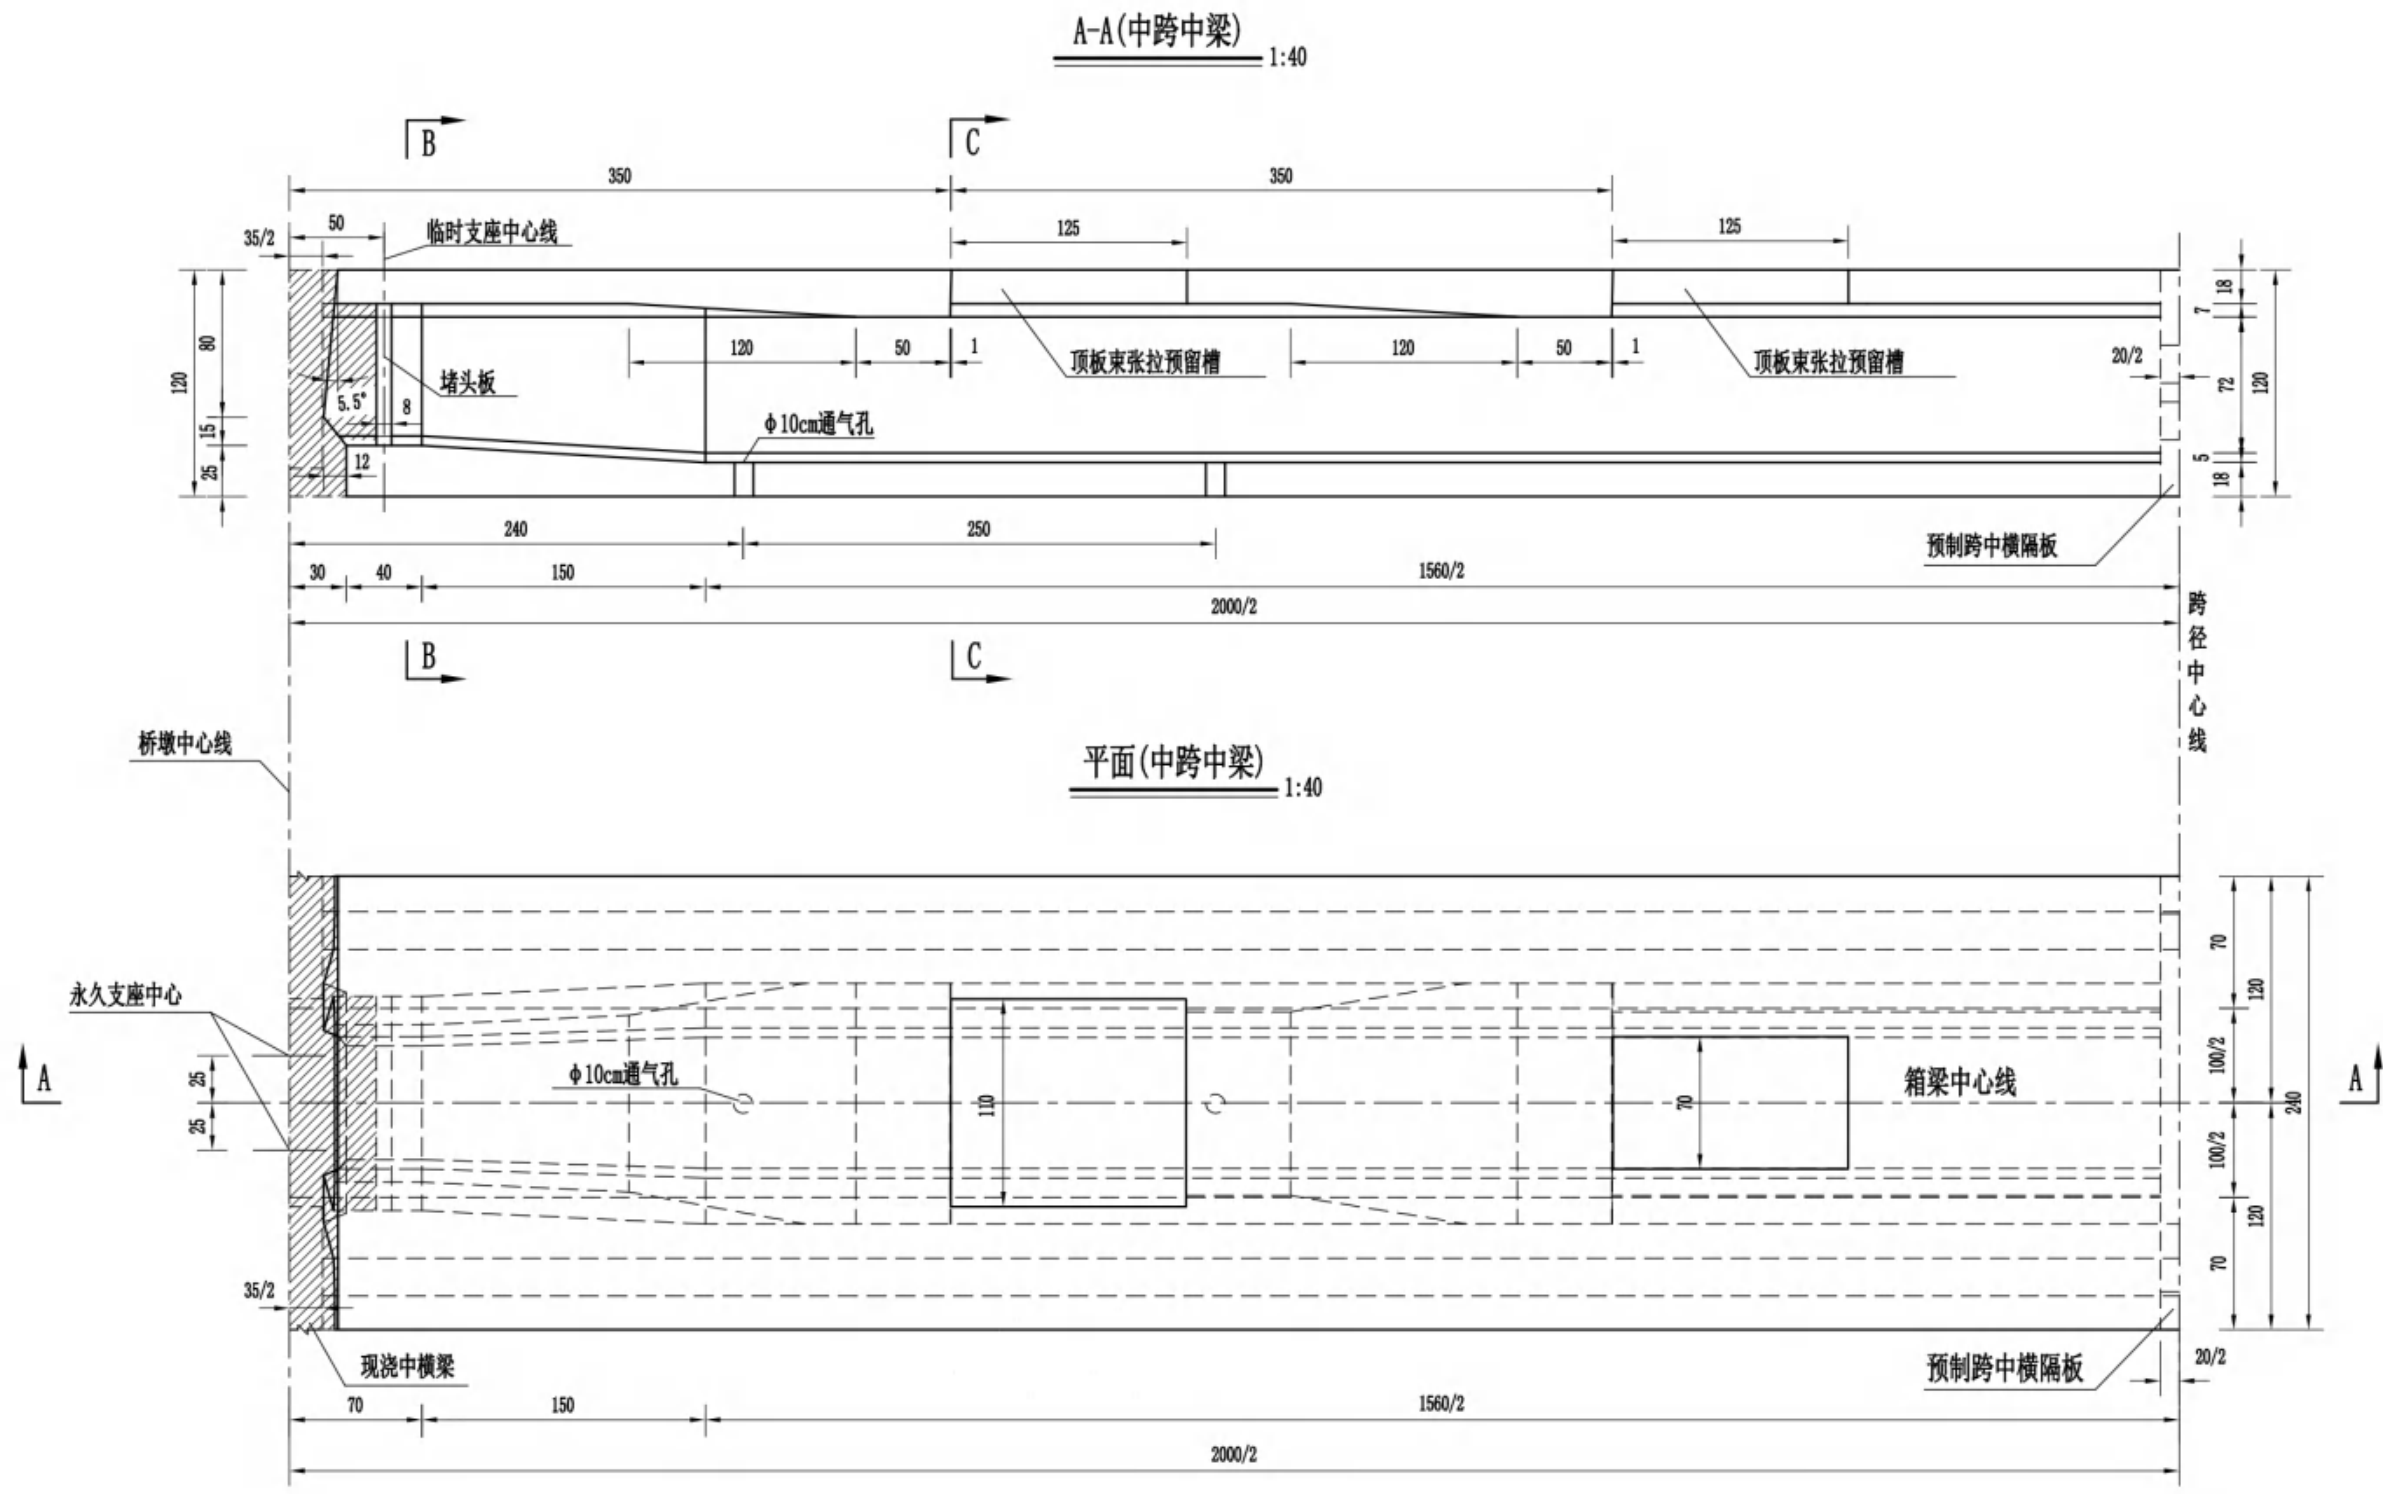 A-A(中跨中梁)
1:40
B
C
350
350
50
125
125
35/2
临时支座中心线
18
7
80
120
50
1
120
50
1
20/2
120
顶板束张拉预留槽
顶板束张拉预留槽
72
120
堵头板
5.5°
8
φ10cm通气孔
15
12
25
5
18
240
250
预制跨中横隔板
30
40
150
1560/2
2000/2
跨径中心线
B
C
桥墩中心线
平面(中跨中梁)
1:40
70
120
永久支座中心
100/2
A
25
φ10cm通气孔
110
70
箱梁中心线
A
240
25
100/2
120
70
35/2
现浇中横梁
预制跨中横隔板
20/2
70
150
1560/2
2000/2